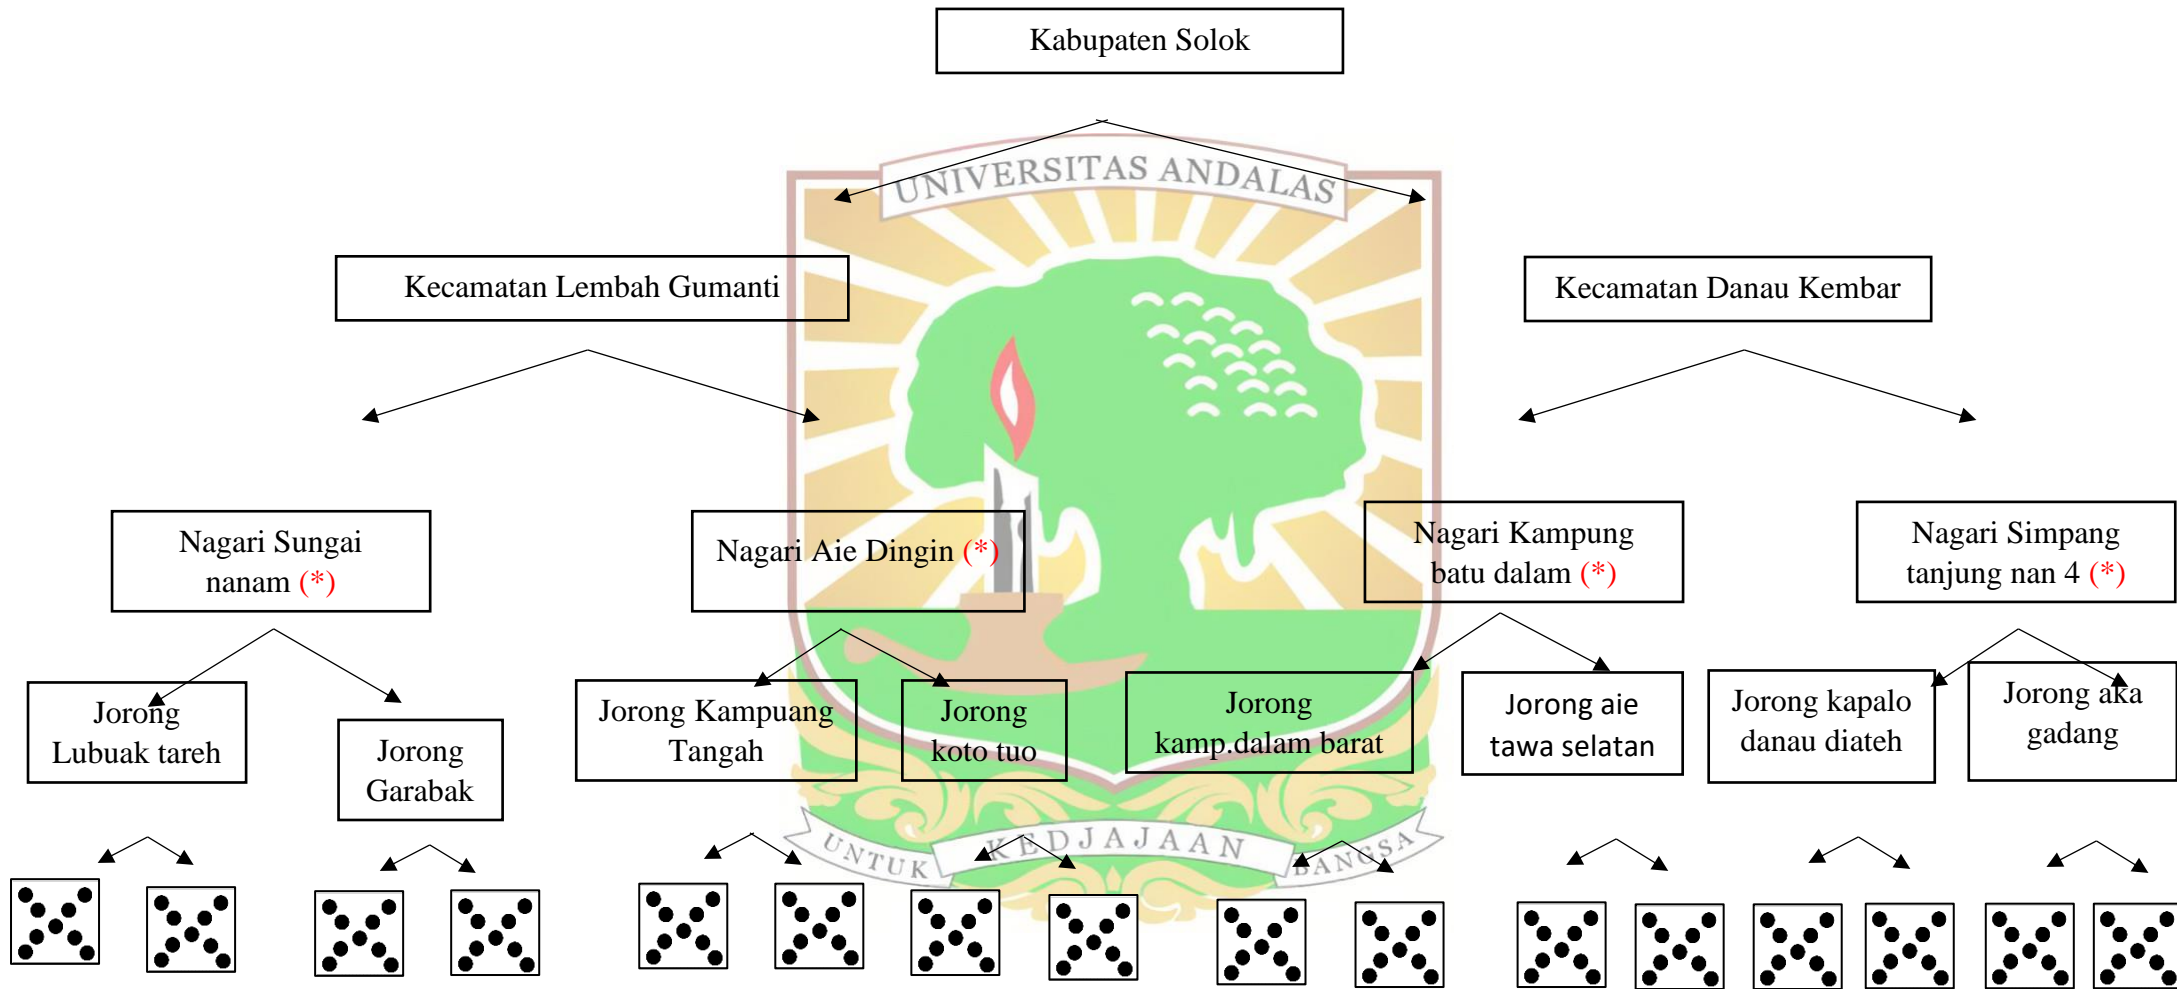 Kabupaten Solok
UNIVERSITAS ANDALAS
Kecamatan Lembah Gumanti
Kecamatan Danau Kembar
Nagari Sungai
nanam (*)
Nagari Aie Dingin (*)
Nagari Kampung
batu dalam (*)
Nagari Simpang
tanjung nan 4 (*)
Jorong
Lubuak tareh
Jorong
Garabak
Jorong Kampuang
Tangah
Jorong
koto tuo
Jorong
kamp.dalam barat
Jorong aie
tawa selatan
Jorong kapalo
danau diateh
Jorong aka
gadang
UNTUK KEDJAJAAN BANGSA